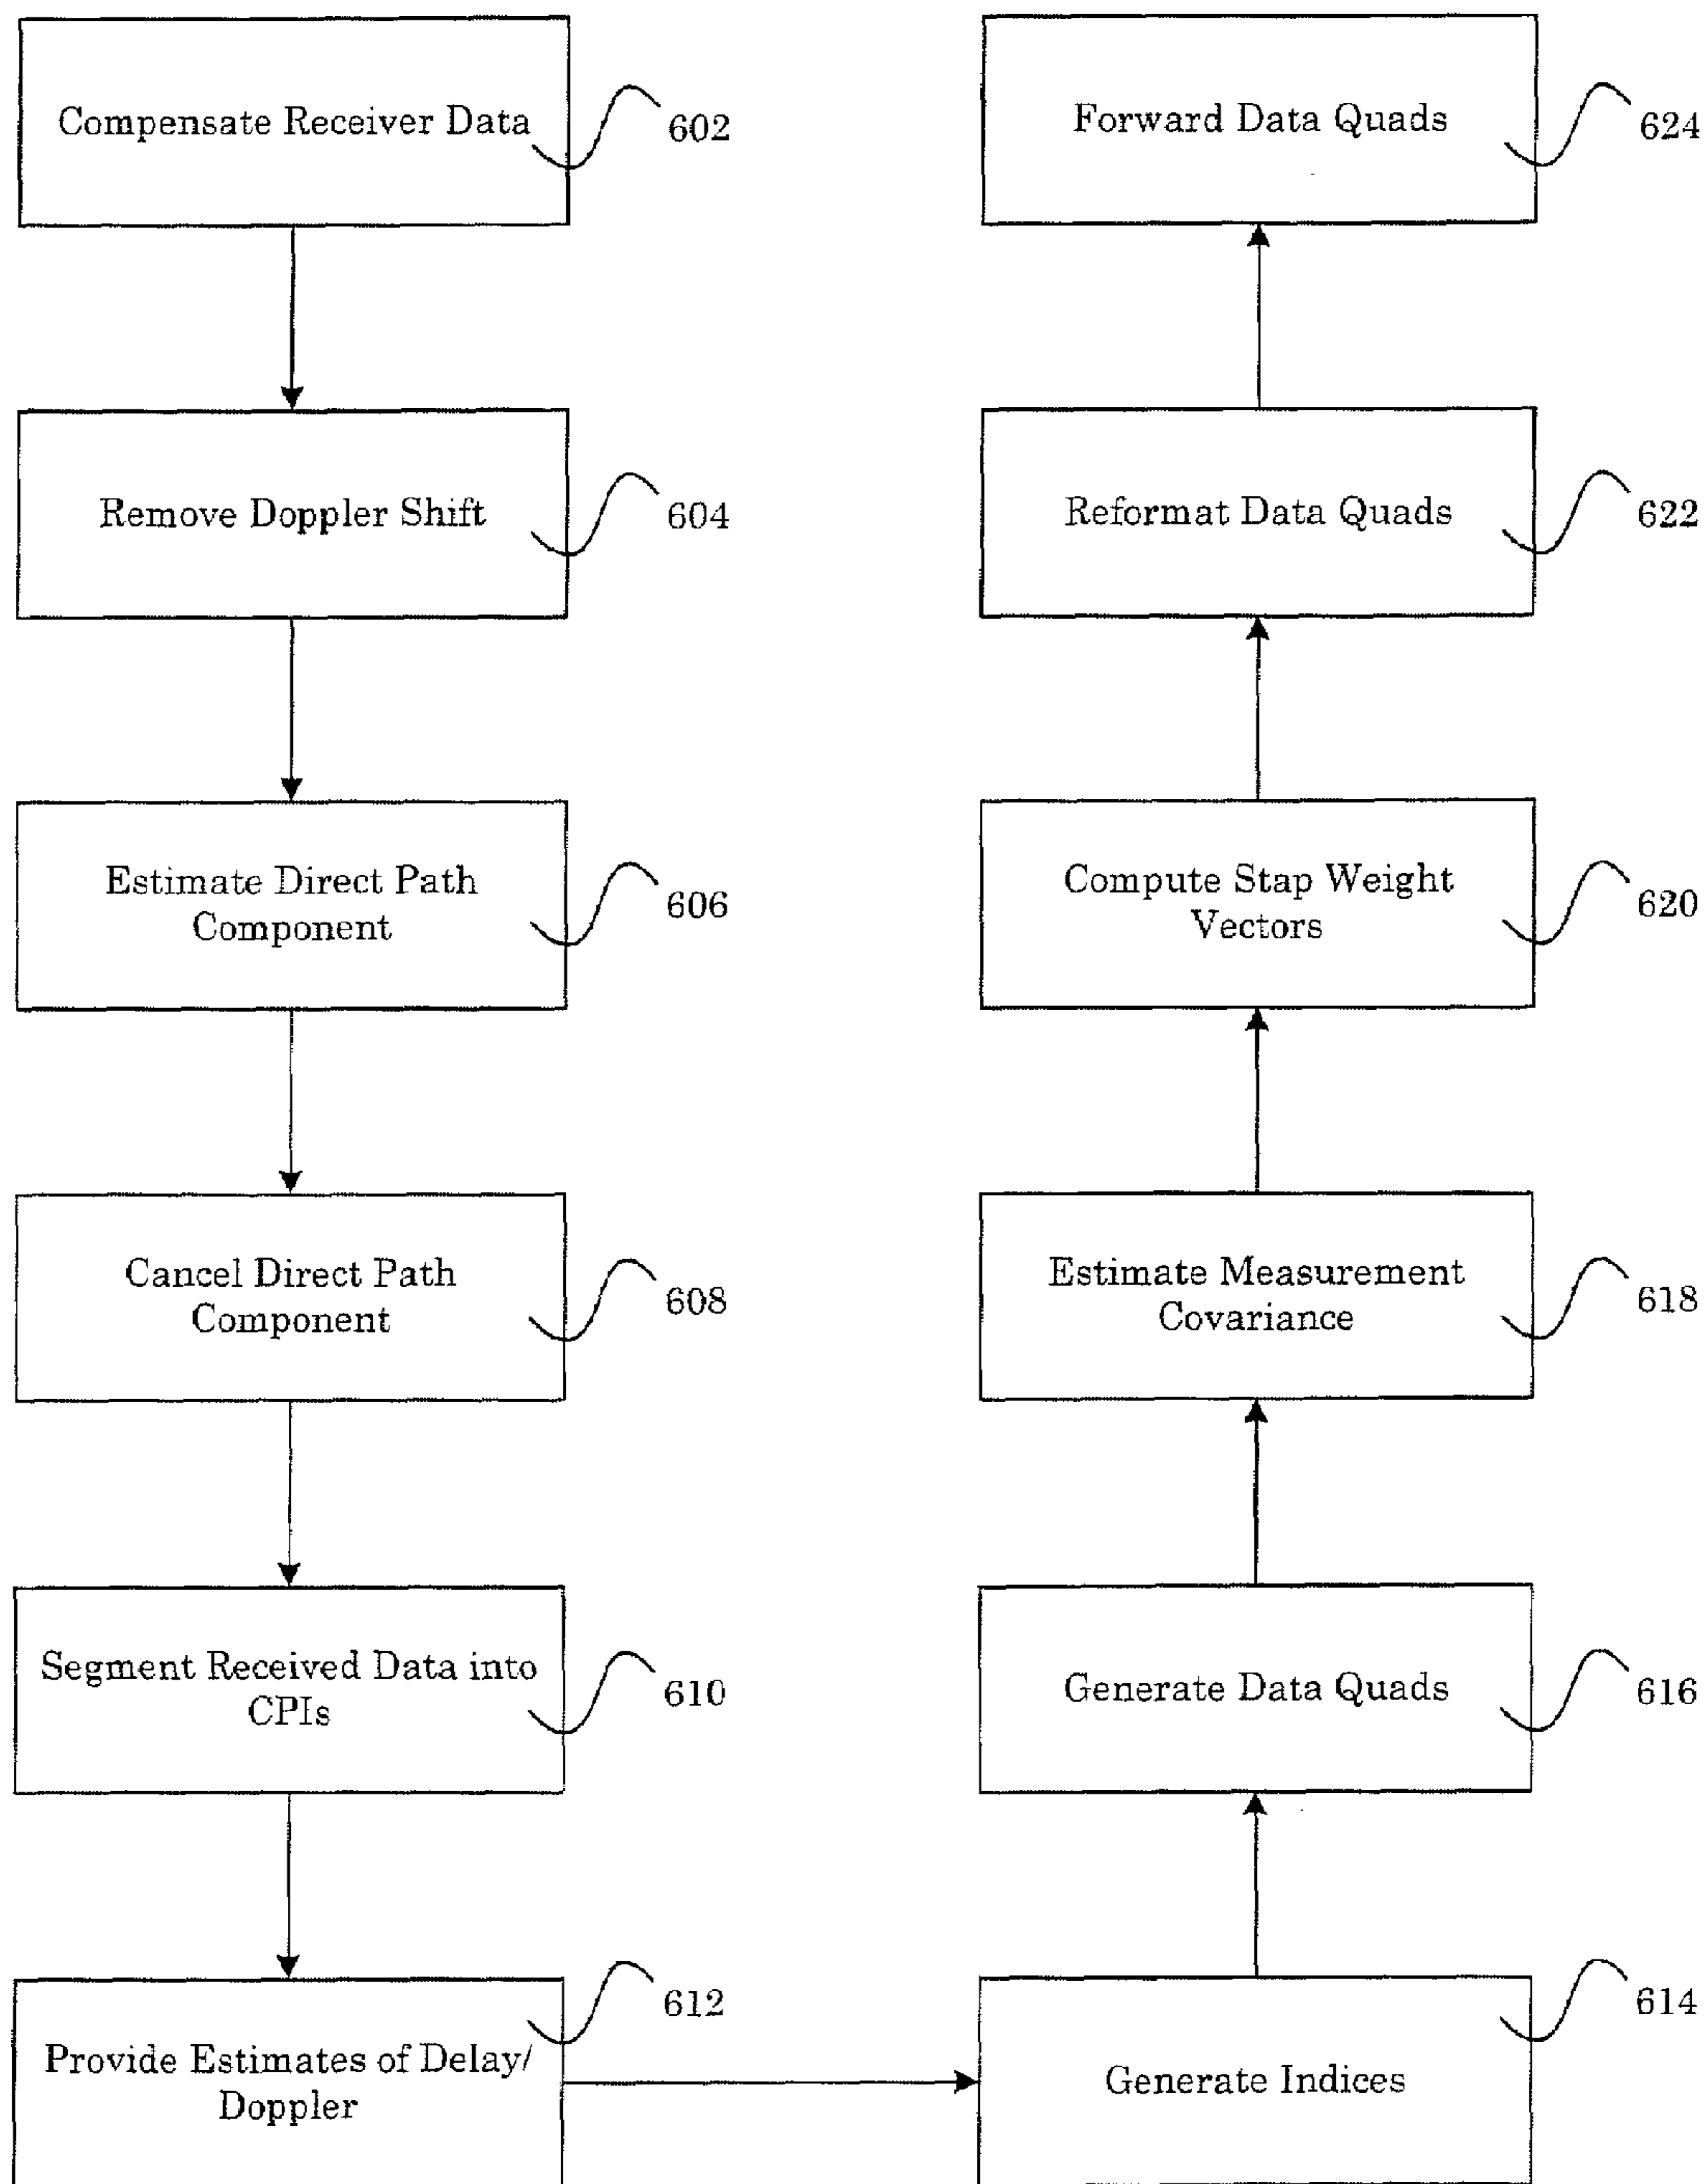 Compensate Receiver Data
602
Remove Doppler Shift
604
Estimate Direct Path
Component
606
Cancel Direct Path
Component
608
Segment Received Data into
CPIs
610
Provide Estimates of Delay/
Doppler
612
Generate Indices
614
Generate Data Quads
616
Estimate Measurement
Covariance
618
Compute Stap Weight
Vectors
620
Reformat Data Quads
622
Forward Data Quads
624